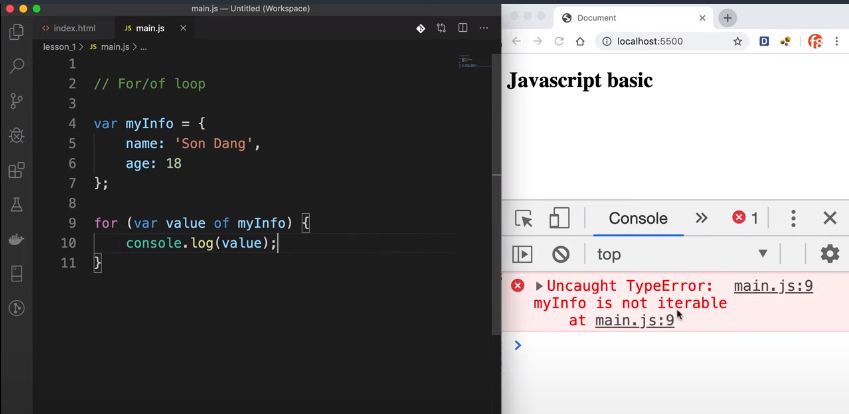 main.js — Untitled (Workspace)
index.html
main.js
lesson_1 > main.js > ...
1
2 // For/of loop
3
4 var myInfo = {
5 name: 'Son Dang',
6 age: 18
7 };
8
9 for (var value of myInfo) {
10 console.log(value);
11 }
Document
localhost:5500
Javascript basic
Console
1
top
Uncaught TypeError: main.js:9
myInfo is not iterable
at main.js:9